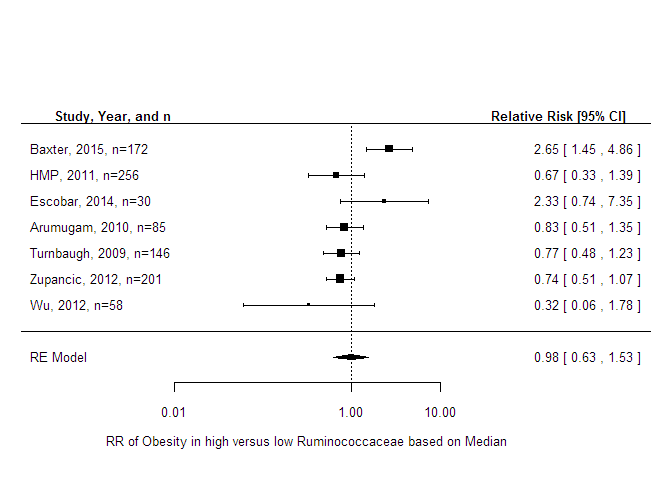 Study, Year, and n Relative Risk [95% CI]
Baxter, 2015, n=172 2.65 [ 1.45 , 4.86 ]
HMP, 2011, n=256 0.67 [ 0.33 , 1.39 ]
Escobar, 2014, n=30 2.33 [ 0.74 , 7.35 ]
Arumugam, 2010, n=85 0.83 [ 0.51 , 1.35 ]
Turnbaugh, 2009, n=146 0.77 [ 0.48 , 1.23 ]
Zupancic, 2012, n=201 0.74 [ 0.51 , 1.07 ]
Wu, 2012, n=58 0.32 [ 0.06 , 1.78 ]
RE Model 0.98 [ 0.63 , 1.53 ]
0.01 1.00 10.00
RR of Obesity in high versus low Ruminococcaceae based on Median